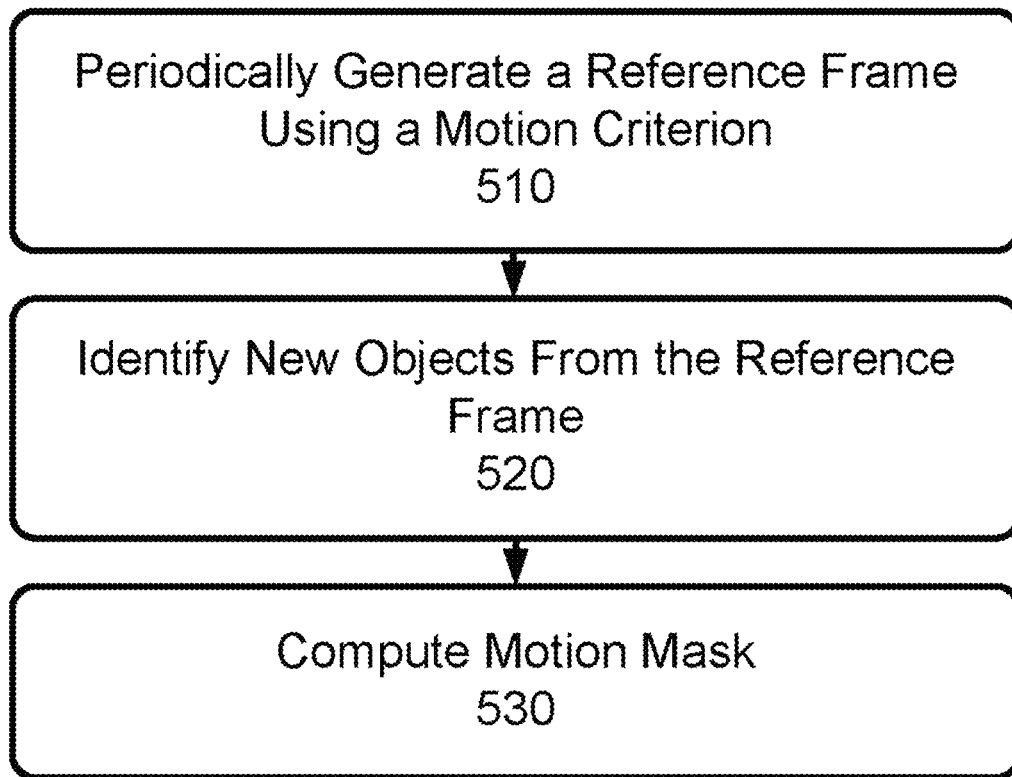 Periodically Generate a Reference Frame
Using a Motion Criterion
510
Identify New Objects From the Reference
Frame
520
Compute Motion Mask
530